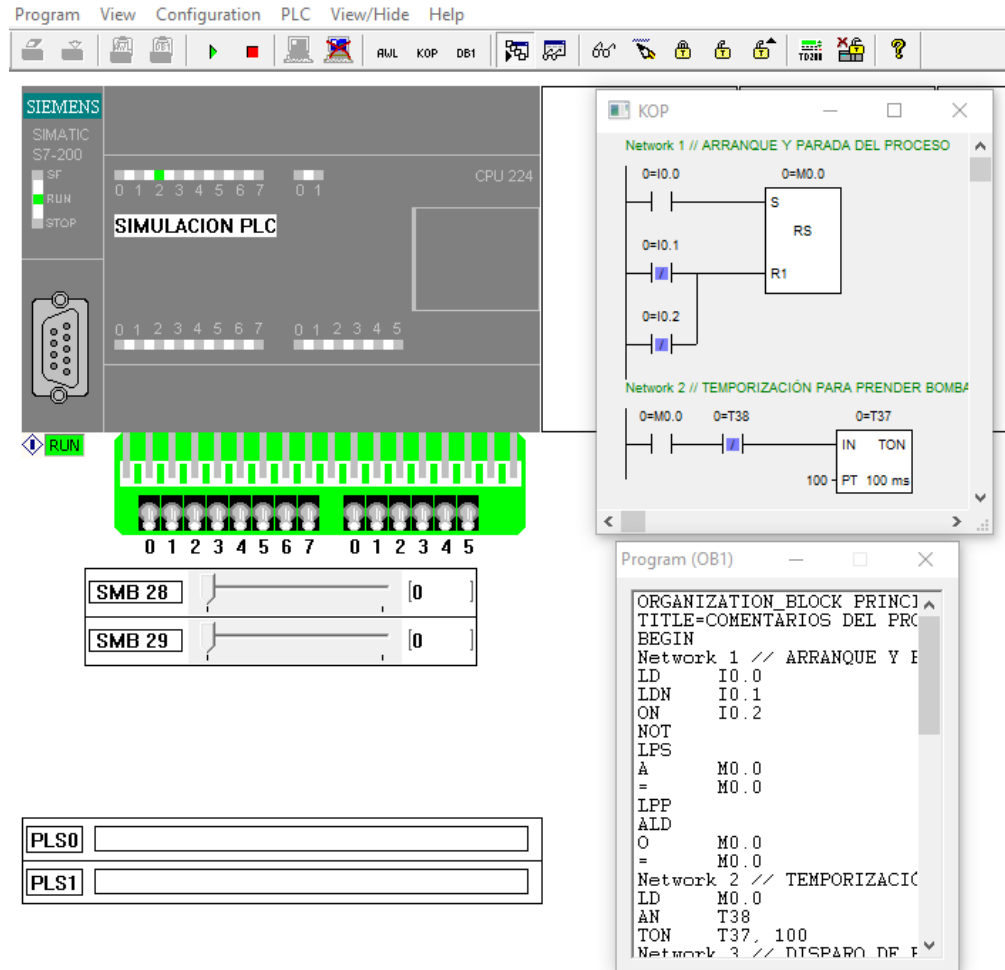 Program View Configuration PLC View/Hide Help
AWL KOP DB1 TD200
SIEMENS
SIMATIC
S7-200
SF
RUN
STOP
0 1 2 3 4 5 6 7 0 1
CPU 224
SIMULACION PLC
0 1 2 3 4 5 6 7 0 1 2 3 4 5
RUN
0 1 2 3 4 5 6 7 0 1 2 3 4 5
SMB 28 [0 ]
SMB 29 [0 ]
PLS0
PLS1
KOP
Network 1 // ARRANQUE Y PARADA DEL PROCESO
0=I0.0 0=M0.0
S
RS
0=I0.1
R1
0=I0.2
Network 2 // TEMPORIZACIÓN PARA PRENDER BOMBA
0=M0.0 0=T38 0=T37
IN TON
100 - PT 100 ms
Program (OB1)
ORGANIZATION_BLOCK PRINCI
TITLE=COMENTARIOS DEL PRO
BEGIN
Network 1 // ARRANQUE Y
LD I0.0
LDN I0.1
ON I0.2
NOT
LPS
A M0.0
= M0.0
LPP
ALD
O M0.0
= M0.0
Network 2 // TEMPORIZACIÓ
LD M0.0
AN T38
TON T37, 100
Network 3 // DISPARO DE